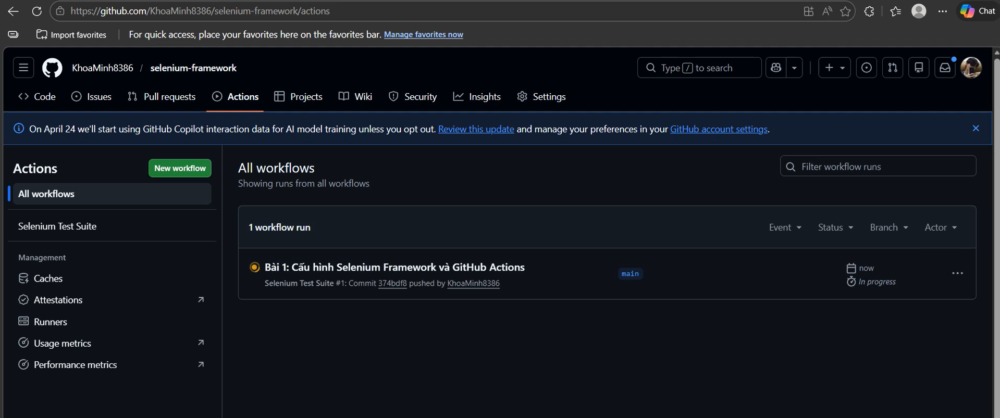 https://github.com/KhoaMinh8386/selenium-framework/actions
Chat
Import favorites
For quick access, place your favorites here on the favorites bar. Manage favorites now
KhoaMinh8386 / selenium-framework
Type / to search
Code
Issues
Pull requests
Actions
Projects
Wiki
Security
Insights
Settings
On April 24 we'll start using GitHub Copilot interaction data for AI model training unless you opt out. Review this update and manage your preferences in your GitHub account settings.
Actions
New workflow
All workflows
Selenium Test Suite
Management
Caches
Attestations
Runners
Usage metrics
Performance metrics
All workflows
Showing runs from all workflows
Filter workflow runs
1 workflow run
Event
Status
Branch
Actor
Bài 1: Cấu hình Selenium Framework và GitHub Actions
Selenium Test Suite #1: Commit 374bdf8 pushed by KhoaMinh8386
main
now
In progress